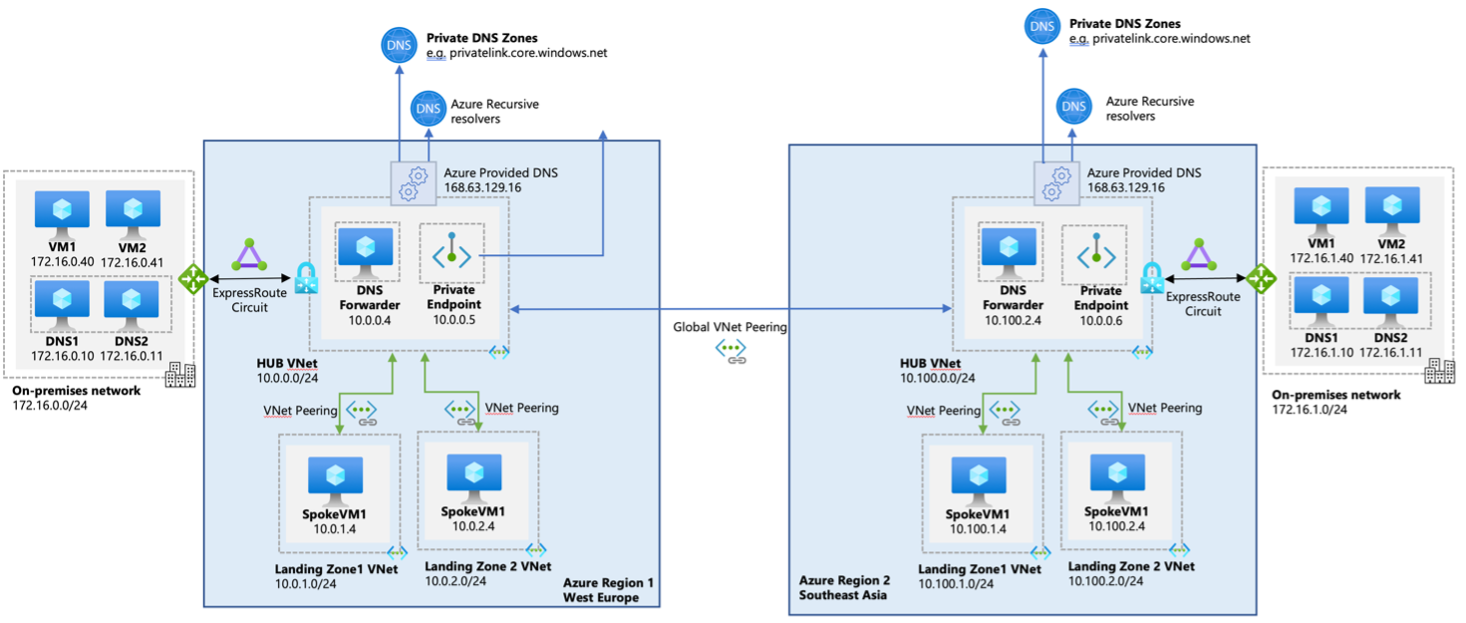 Private DNS Zones
e.g. privatelink.core.windows.net
DNS
Azure Recursive
resolvers
DNS
Azure Provided DNS
168.63.129.16
VM1
172.16.0.40
VM2
172.16.0.41
DNS1
172.16.0.10
DNS2
172.16.0.11
On-premises network
172.16.0.0/24
ExpressRoute
Circuit
DNS
Forwarder
10.0.0.4
Private
Endpoint
10.0.0.5
HUB VNet
10.0.0.0/24
VNet Peering
VNet Peering
SpokeVM1
10.0.1.4
SpokeVM1
10.0.2.4
Landing Zone1 VNet
10.0.1.0/24
Landing Zone 2 VNet
10.0.2.0/24
Azure Region 1
West Europe
Global VNet Peering
Private DNS Zones
e.g. privatelink.core.windows.net
DNS
Azure Recursive
resolvers
DNS
Azure Provided DNS
168.63.129.16
DNS
Forwarder
10.100.2.4
Private
Endpoint
10.0.0.6
HUB VNet
10.100.0.0/24
VNet Peering
VNet Peering
SpokeVM1
10.100.1.4
SpokeVM1
10.100.2.4
Landing Zone1 VNet
10.100.1.0/24
Landing Zone 2 VNet
10.100.2.0/24
Azure Region 2
Southeast Asia
ExpressRoute
Circuit
VM1
172.16.1.40
VM2
172.16.1.41
DNS1
172.16.1.10
DNS2
172.16.1.11
On-premises network
172.16.1.0/24